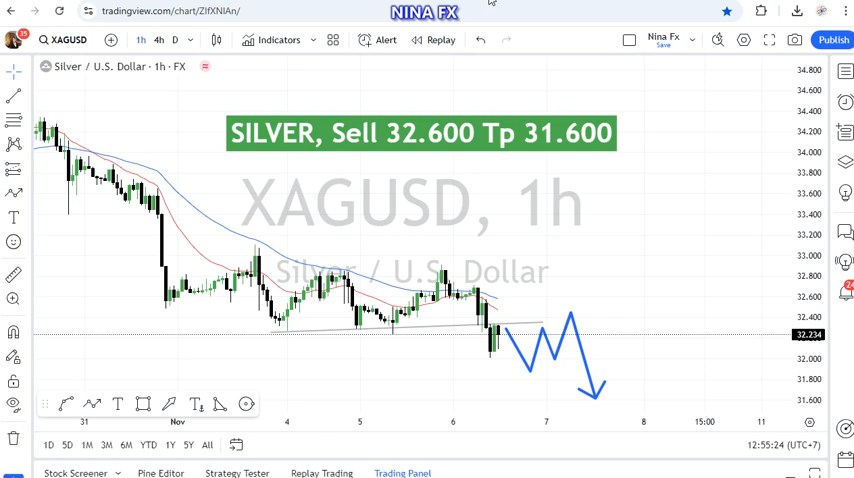 tradingview.com/chart/ZIfXNIAn/
NINA FX
35
XAGUSD
1h 4h D
Indicators
Alert
Replay
Nina Fx
Save
Publish
Silver / U.S. Dollar · 1h · FX
SILVER, Sell 32.600 Tp 31.600
XAGUSD, 1h
Silver / U.S. Dollar
34.800
34.600
34.400
34.200
34.000
33.800
33.600
33.400
33.200
33.000
32.800
32.600
32.400
32.234
32.000
31.800
31.600
24
31 Nov 4 5 6 7 8 15:00 11
1D 5D 1M 3M 6M YTD 1Y 5Y All
12:55:24 (UTC+7)
Stock Screener Pine Editor Strategy Tester Replay Trading Trading Panel